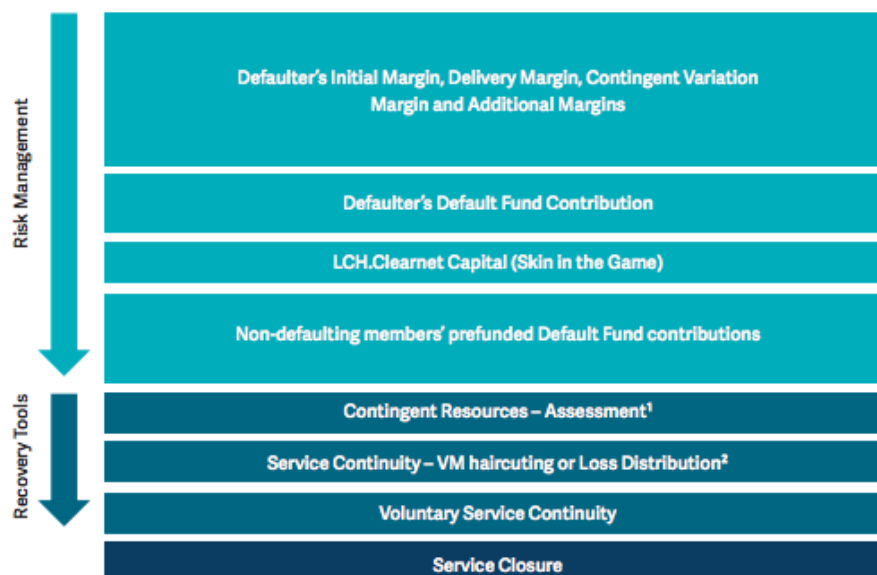 Risk Management
Defaulter's Initial Margin, Delivery Margin, Contingent Variation
Margin and Additional Margins
Defaulter's Default Fund Contribution
LCH.Clearnet Capital (Skin in the Game)
Non-defaulting members' prefunded Default Fund contributions
Recovery Tools
Contingent Resources – Assessment¹
Service Continuity – VM haircuting or Loss Distribution²
Voluntary Service Continuity
Service Closure